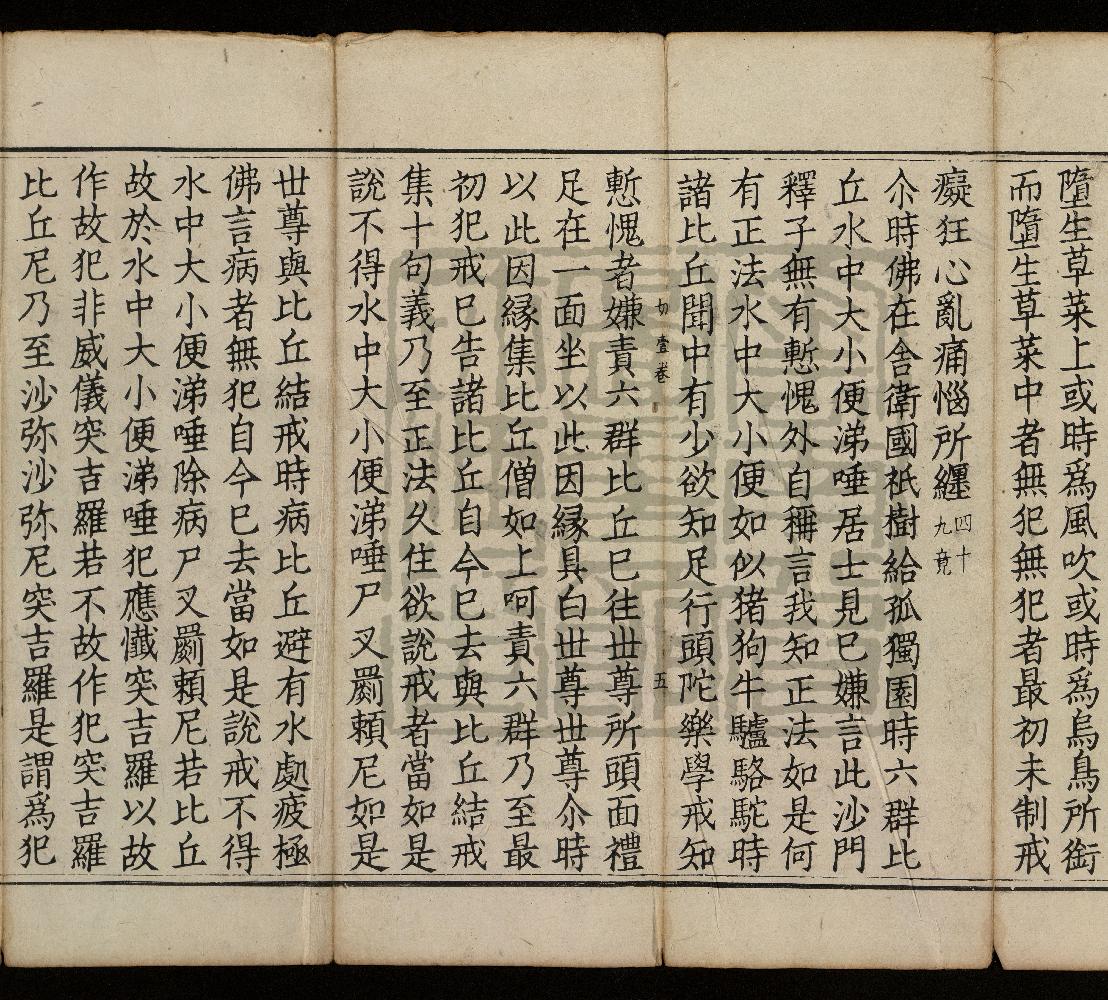 墮生草菜上或時爲風吹或時爲烏鳥所銜
而墮生草菜中者無犯無犯者最初未制戒
癡狂心亂痛惱所纏四十九竟
尒時佛在舍衛國祇樹給孤獨園時六群比
丘水中大小便涕唾居士見巳嫌言此沙門
釋子無有慙愧外自稱言我知正法如是何
有正法水中大小便如似猪狗牛驢駱駝時
諸比丘聞中有少欲知足行頭陀樂學戒知
慙愧者嫌責六群比丘巳往世尊所頭面禮
足在一面坐以此因緣具白世尊世尊尒時
以此因緣集比丘僧如上呵責六群乃至最
初犯戒巳告諸比丘自今巳去與比丘結戒
集十句義乃至正法久住欲說戒者當如是
說不得水中大小便涕唾尸叉罽賴尼如是
世尊與比丘結戒時病比丘避有水處疲極
佛言病者無犯自今巳去當如是說戒不得
水中大小便涕唾除病尸叉罽賴尼若比丘
故於水中大小便涕唾犯應懺突吉羅以故
作故犯非威儀突吉羅若不故作犯突吉羅
比丘尼乃至沙弥沙弥尼突吉羅是謂爲犯
壹卷
五